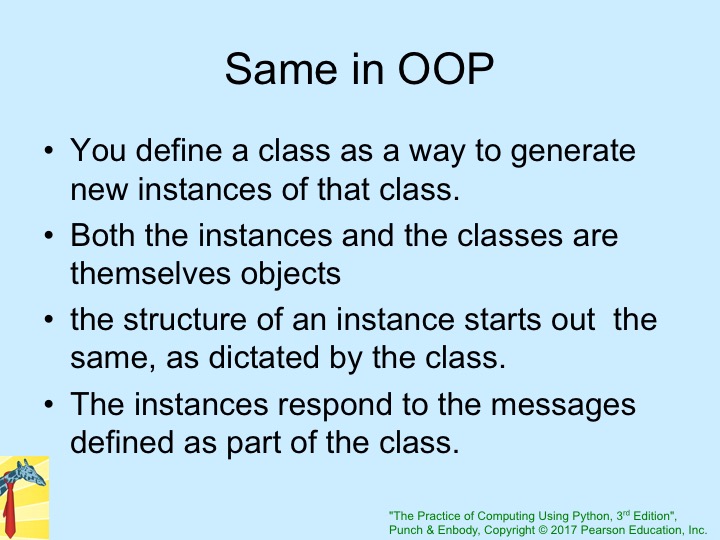 Same in OOP
• You define a class as a way to generate
new instances of that class.
• Both the instances and the classes are
themselves objects
• the structure of an instance starts out  the
same, as dictated by the class.
• The instances respond to the messages
defined as part of the class.
"The Practice of Computing Using Python, 3rd Edition",
Punch & Enbody, Copyright © 2017 Pearson Education, Inc.